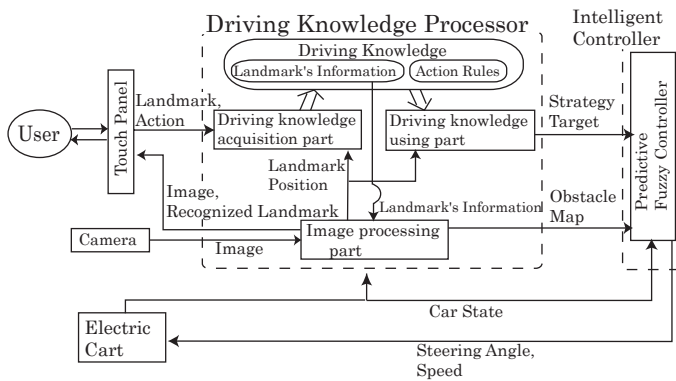 Driving Knowledge Processor
Intelligent
Controller
Driving Knowledge
Landmark's Information
Action Rules
User
Touch Panel
Landmark,
Action
Driving knowledge
acquisition part
Driving knowledge
using part
Strategy
Target
Predictive
Fuzzy Controller
Landmark
Position
Image,
Recognized Landmark
Landmark's Information
Obstacle
Map
Camera
Image
Image processing
part
Car State
Electric
Cart
Steering Angle,
Speed